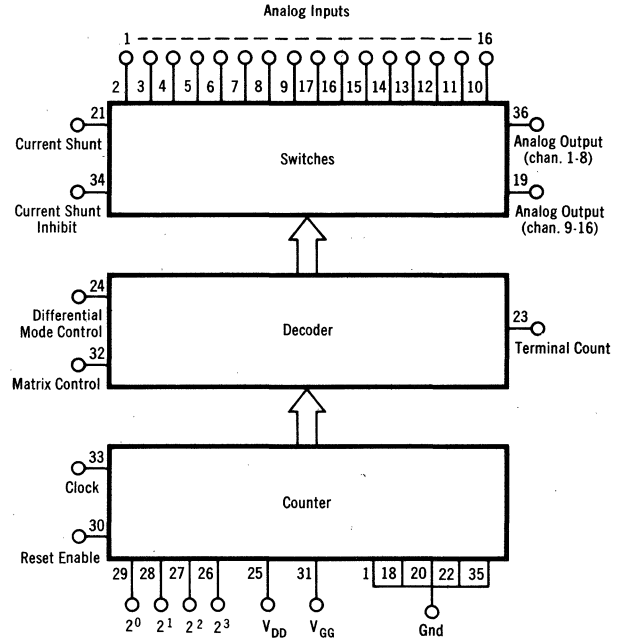 Analog Inputs
1 16
2 3 4 5 6 7 8 9 17 16 15 14 13 12 11 10
21
Current Shunt
34
Current Shunt
Inhibit
Switches
36
Analog Output
(chan. 1-8)
19
Analog Output
(chan. 9-16)
24
Differential
Mode Control
32
Matrix Control
Decoder
23
Terminal Count
33
Clock
30
Reset Enable
Counter
29 28 27 26 25 31 1 18 20 22 35
2⁰ 2¹ 2² 2³ V_DD V_GG Gnd